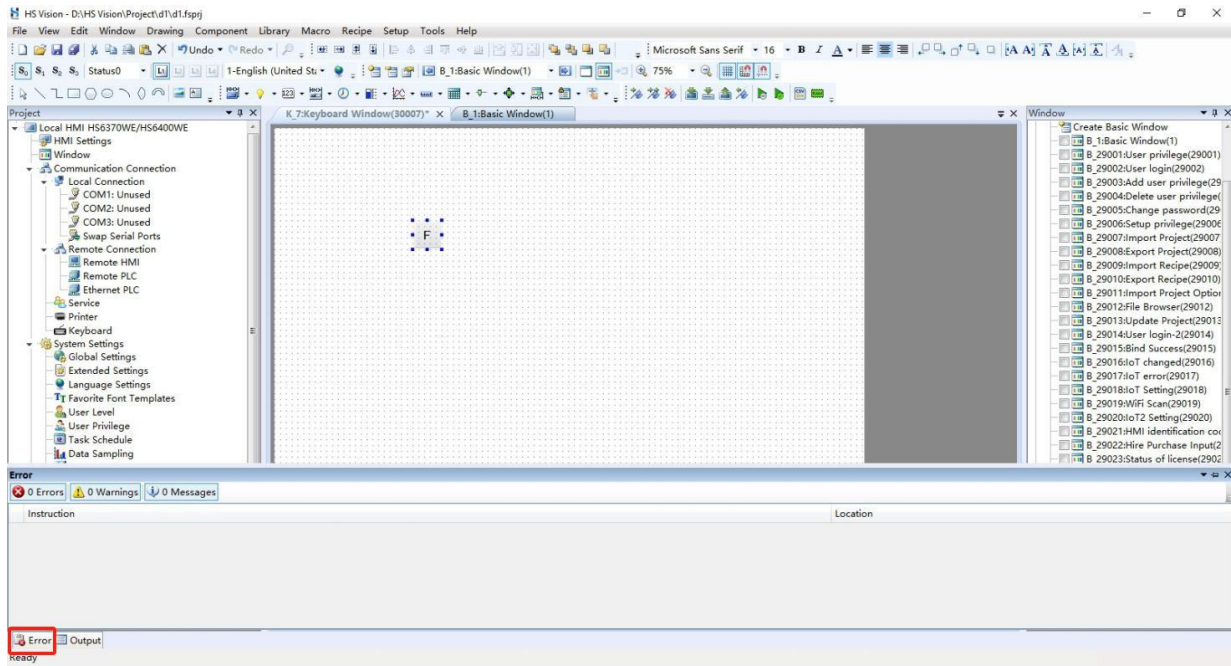 HS Vision - D:\HS Vision\Project\d1\d1.fsprj
File View Edit Window Drawing Component Library Macro Recipe Setup Tools Help
Undo Redo Microsoft Sans Serif 16 B I A
S0 S1 S2 S3 Status0 1-English (United Sta B_1:Basic Window(1) 75%
Project
K_7:Keyboard Window(30007)* X B_1:Basic Window(1)
Window
Local HMI HS6370WE/HS6400WE
HMI Settings
Window
Communication Connection
Local Connection
COM1: Unused
COM2: Unused
COM3: Unused
Swap Serial Ports
Remote Connection
Remote HMI
Remote PLC
Ethernet PLC
Service
Printer
Keyboard
System Settings
Global Settings
Extended Settings
Language Settings
Favorite Font Templates
User Level
User Privilege
Task Schedule
Data Sampling
F
Create Basic Window
B_1:Basic Window(1)
B_29001:User privilege(29001)
B_29002:User login(29002)
B_29003:Add user privilege(29
B_29004:Delete user privilege(
B_29005:Change password(29
B_29006:Setup privilege(29006
B_29007:Import Project(29007
B_29008:Export Project(29008)
B_29009:Import Recipe(29009)
B_29010:Export Recipe(29010)
B_29011:Import Project Option
B_29012:File Browser(29012)
B_29013:Update Project(29013
B_29014:User login-2(29014)
B_29015:Bind Success(29015)
B_29016:IoT changed(29016)
B_29017:IoT error(29017)
B_29018:IoT Setting(29018)
B_29019:WiFi Scan(29019)
B_29020:IoT2 Setting(29020)
B_29021:HMI identification co
B_29022:Hire Purchase Input(2
B_29023:Status of license(2902
Error
0 Errors 0 Warnings 0 Messages
Instruction Location
Error Output
Ready